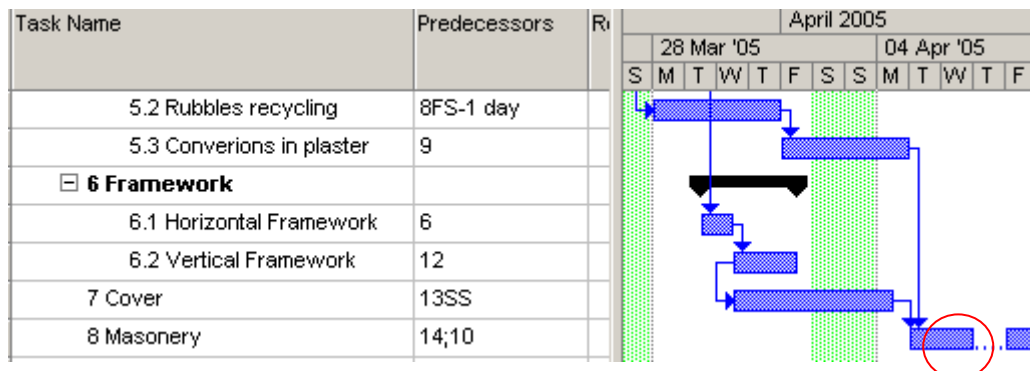 Task Name Predecessors R April 2005
28 Mar '05 04 Apr '05
S M T W T F S S M T W T F
5.2 Rubbles recycling 8FS-1 day
5.3 Converions in plaster 9
6 Framework
6.1 Horizontal Framework 6
6.2 Vertical Framework 12
7 Cover 13SS
8 Masonery 14;10